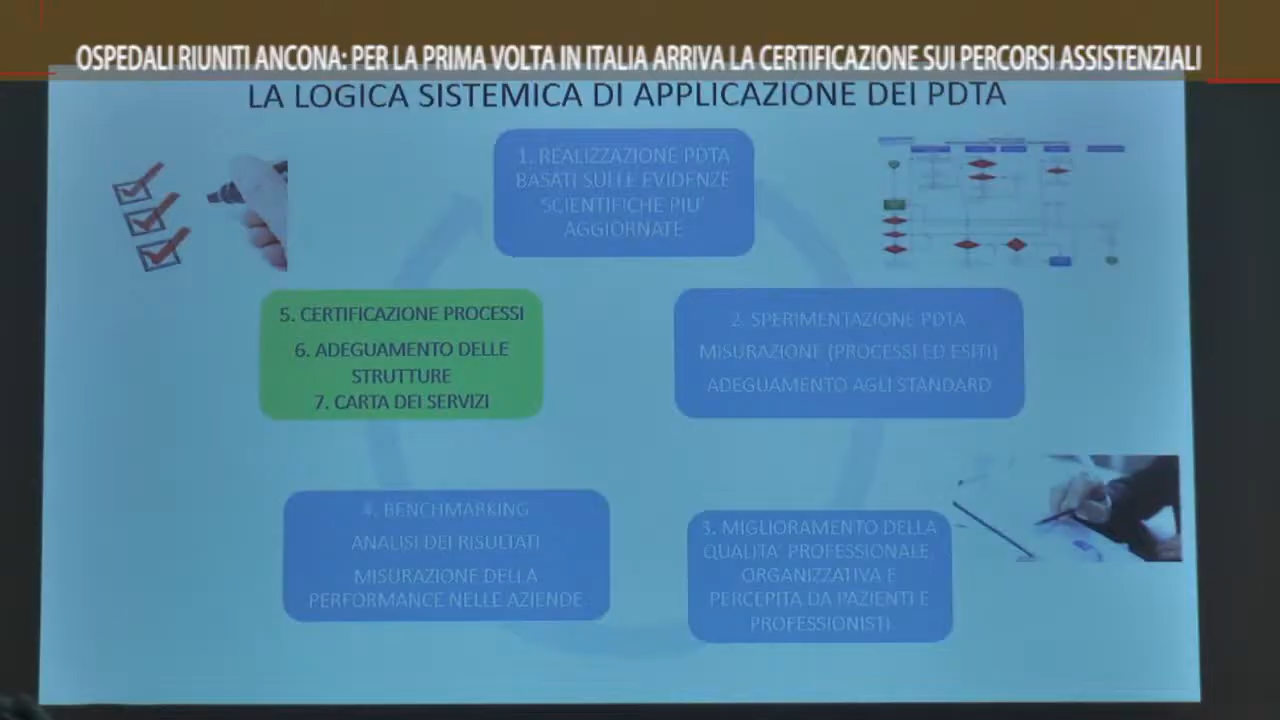 OSPEDALI RIUNITI ANCONA: PER LA PRIMA VOLTA IN ITALIA ARRIVA LA CERTIFICAZIONE SUI PERCORSI ASSISTENZIALI
LA LOGICA SISTEMICA DI APPLICAZIONE DEI PDTA
1. REALIZZAZIONE PDTA
BASATI SULLE EVIDENZE
SCIENTIFICHE PIU'
AGGIORNATE
2. SPERIMENTAZIONE PDTA
MISURAZIONE (PROCESSI ED ESITI)
ADEGUAMENTO AGLI STANDARD
3. MIGLIORAMENTO DELLA
QUALITA' PROFESSIONALE,
ORGANIZZATIVA E
PERCEPITA DA PAZIENTI E
PROFESSIONISTI
4. BENCHMARKING
ANALISI DEI RISULTATI
MISURAZIONE DELLA
PERFORMANCE NELLE AZIENDE
5. CERTIFICAZIONE PROCESSI
6. ADEGUAMENTO DELLE
STRUTTURE
7. CARTA DEI SERVIZI